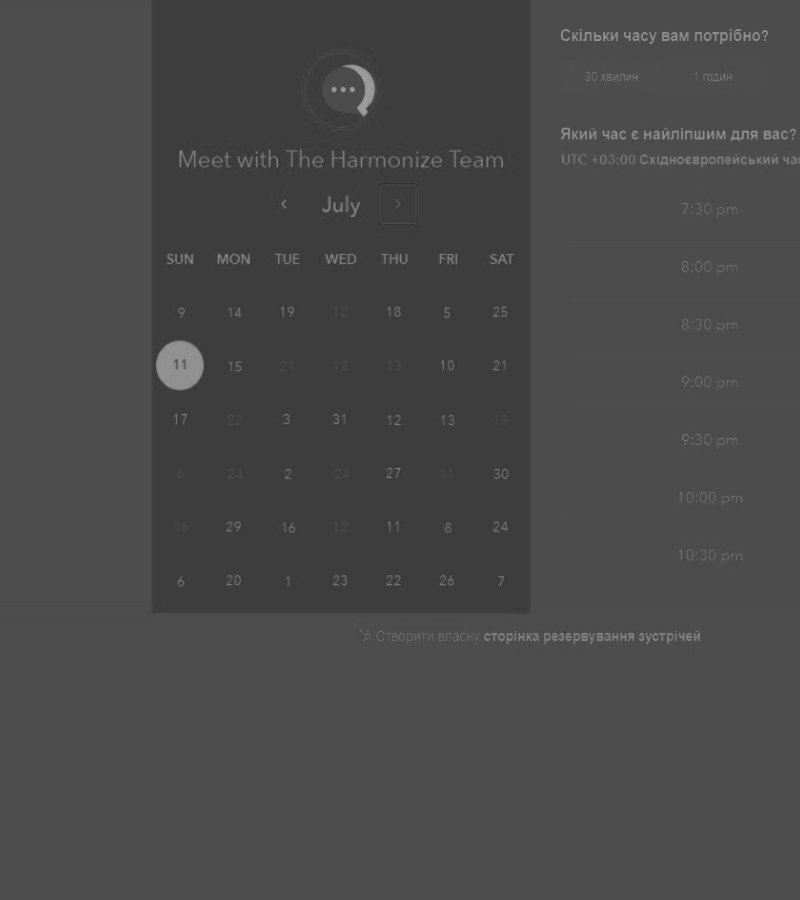 Meet with The Harmonize Team
July
SUN MON TUE WED THU FRI SAT
9 14 19 12 18 5 25
11 15 21 12 13 10 21
17 22 3 31 12 13 19
6 24 2 24 27 11 30
16 29 16 12 11 8 24
6 20 1 23 22 26 7
Скільки часу вам потрібно?
30 хвилин 1 годин
Який час є найліпшим для вас?
UTC +03:00 Східноєвропейський
7:30 pm
8:00 pm
8:30 pm
9:00 pm
9:30 pm
10:00 pm
10:30 pm
Створити власну сторінка резервування зустрічей